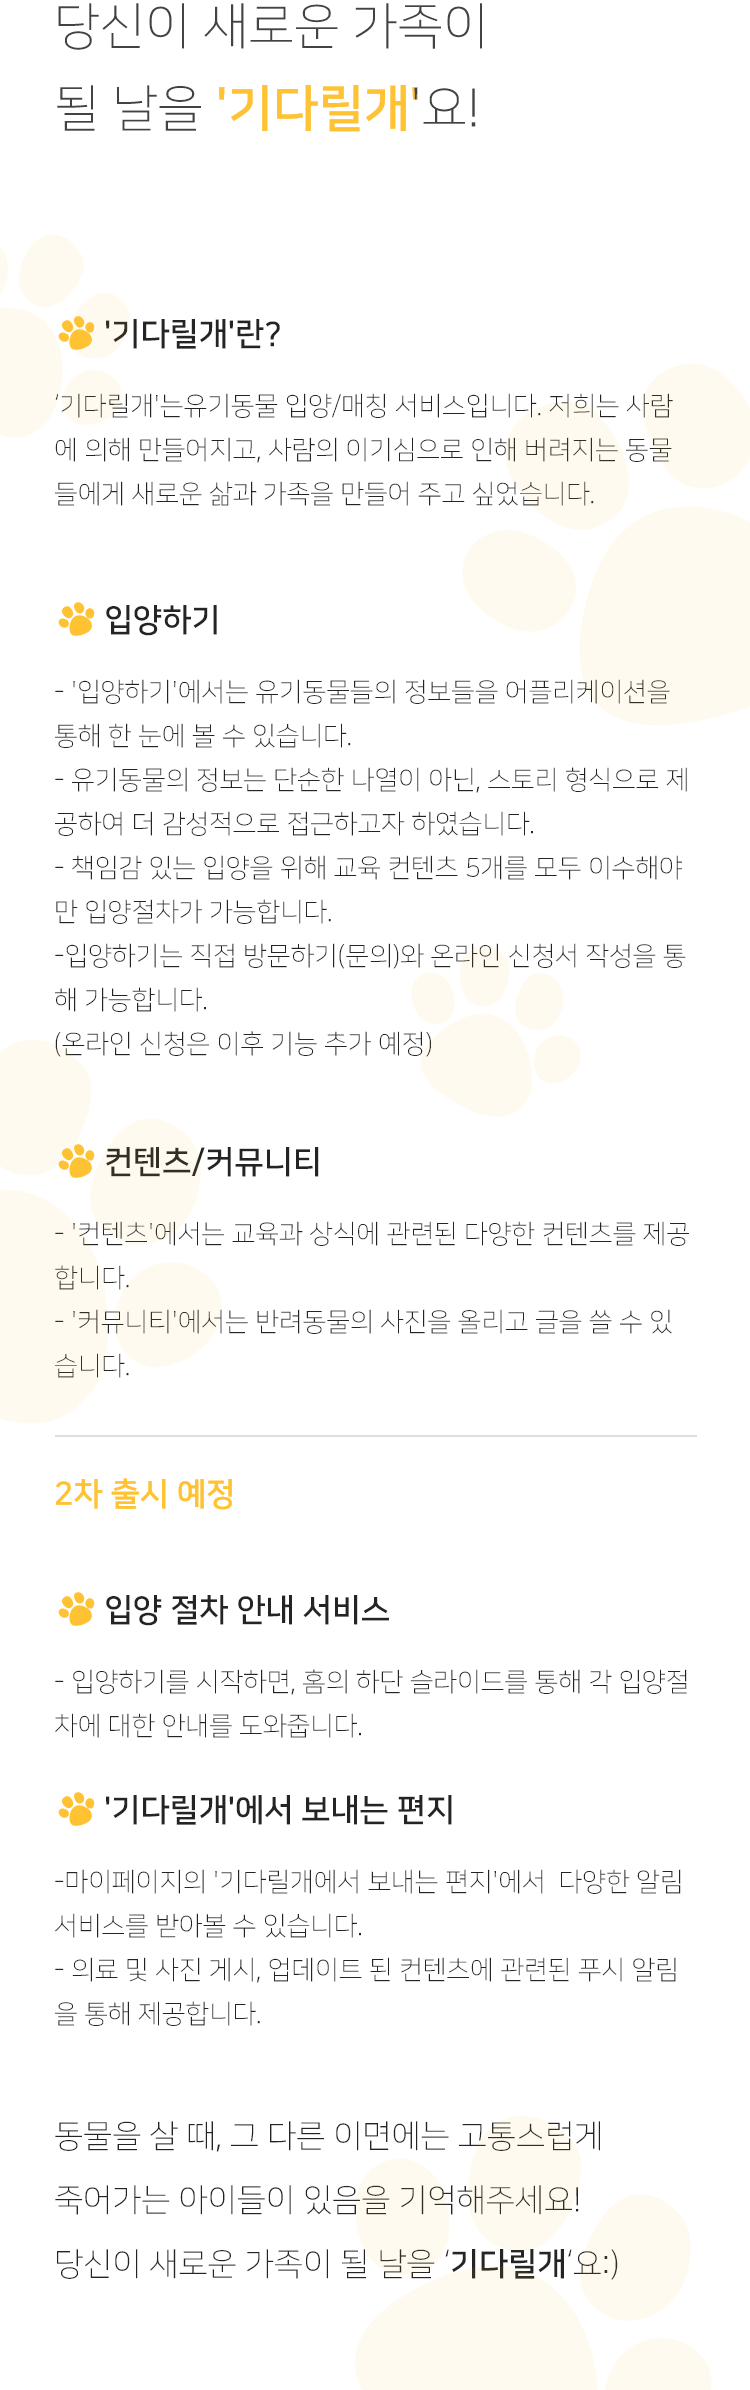 당신이 새로운 가족이
될 날을 '기다릴개'요!
'기다릴개'란?
‘기다릴개'는유기동물 입양/매칭 서비스입니다. 저희는 사람
에 의해 만들어지고, 사람의 이기심으로 인해 버려지는 동물
들에게 새로운 삶과 가족을 만들어 주고 싶었습니다.
입양하기
- '입양하기'에서는 유기동물들의 정보들을 어플리케이션을
통해 한 눈에 볼 수 있습니다.
- 유기동물의 정보는 단순한 나열이 아닌, 스토리 형식으로 제
공하여 더 감성적으로 접근하고자 하였습니다.
- 책임감 있는 입양을 위해 교육 컨텐츠 5개를 모두 이수해야
만 입양절차가 가능합니다.
-입양하기는 직접 방문하기(문의)와 온라인 신청서 작성을 통
해 가능합니다.
(온라인 신청은 이후 기능 추가 예정)
컨텐츠/커뮤니티
- '컨텐츠'에서는 교육과 상식에 관련된 다양한 컨텐츠를 제공
합니다.
- '커뮤니티'에서는 반려동물의 사진을 올리고 글을 쓸 수 있
습니다.
2차 출시 예정
입양 절차 안내 서비스
- 입양하기를 시작하면, 홈의 하단 슬라이드를 통해 각 입양절
차에 대한 안내를 도와줍니다.
'기다릴개'에서 보내는 편지
-마이페이지의 '기다릴개에서 보내는 편지'에서  다양한 알림
서비스를 받아볼 수 있습니다.
- 의료 및 사진 게시, 업데이트 된 컨텐츠에 관련된 푸시 알림
을 통해 제공합니다.
동물을 살 때, 그 다른 이면에는 고통스럽게
죽어가는 아이들이 있음을 기억해주세요!
당신이 새로운 가족이 될 날을 ‘기다릴개‘요:)